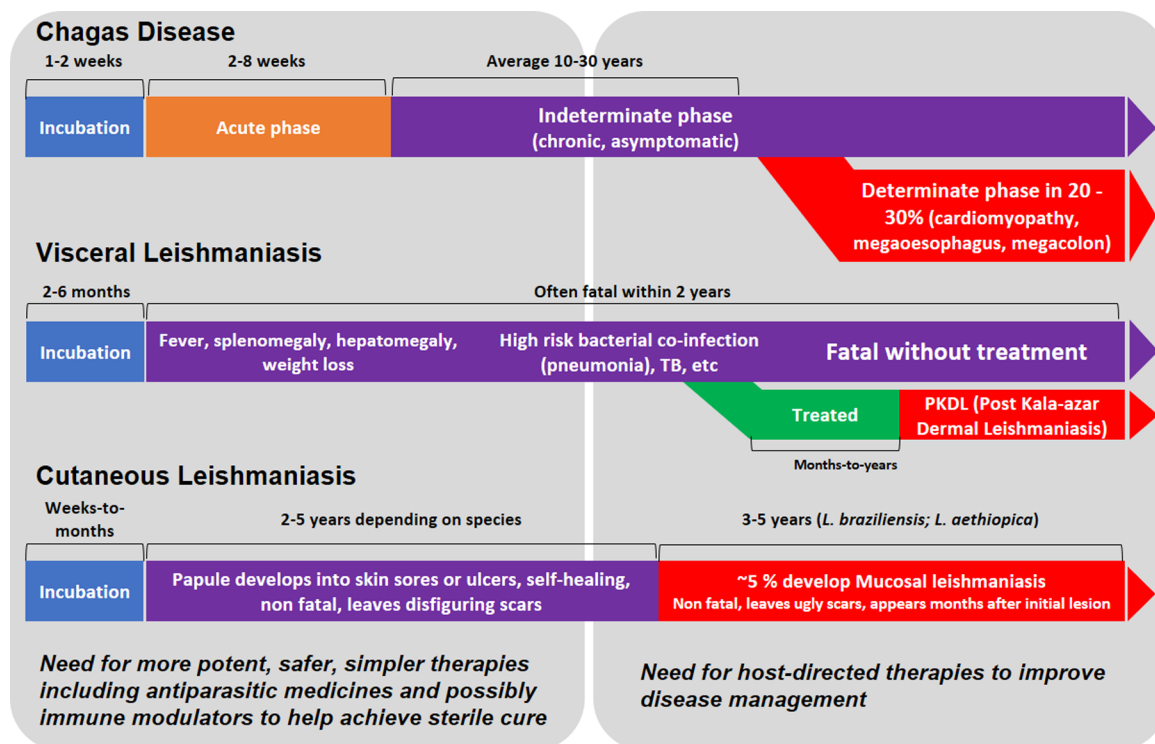 Chagas Disease
1-2 weeks
2-8 weeks
Average 10-30 years
Incubation
Acute phase
Indeterminate phase
(chronic, asymptomatic)
Determinate phase in 20 -
30% (cardiomyopathy,
megaoesophagus, megacolon)
Visceral Leishmaniasis
2-6 months
Often fatal within 2 years
Incubation
Fever, splenomegaly, hepatomegaly,
weight loss
High risk bacterial co-infection
(pneumonia), TB, etc
Fatal without treatment
Treated
PKDL (Post Kala-azar
Dermal Leishmaniasis)
Months-to-years
Cutaneous Leishmaniasis
Weeks-to-
months
2-5 years depending on species
3-5 years (L. braziliensis; L. aethiopica)
Incubation
Papule develops into skin sores or ulcers, self-healing,
non fatal, leaves disfiguring scars
~5 % develop Mucosal leishmaniasis
Non fatal, leaves ugly scars, appears months after initial lesion
Need for more potent, safer, simpler therapies
including antiparasitic medicines and possibly
immune modulators to help achieve sterile cure
Need for host-directed therapies to improve
disease management